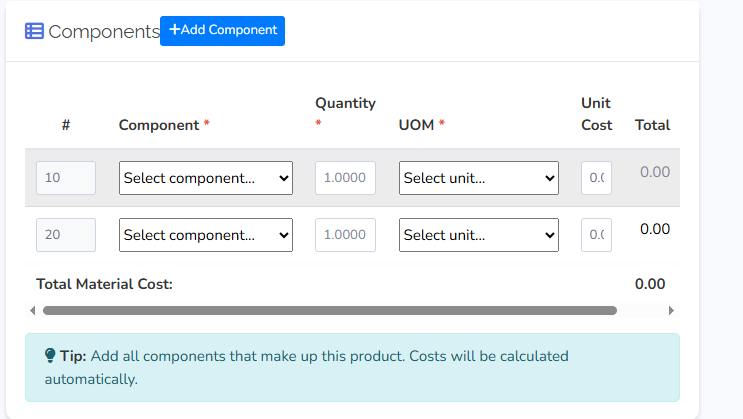 Components +Add Component
# Component * Quantity * UOM * Unit Cost Total
10 Select component... 1.0000 Select unit... 0.0 0.00
20 Select component... 1.0000 Select unit... 0.0 0.00
Total Material Cost: 0.00
Tip: Add all components that make up this product. Costs will be calculated
automatically.